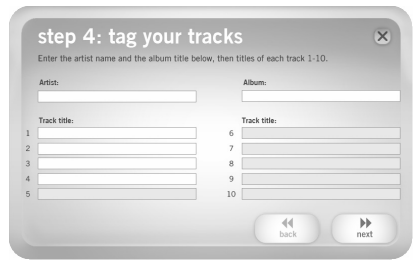 step 4: tag your tracks
Enter the artist name and the album title below, then titles of each track 1-10.
Artist:
Album:
Track title:
1
2
3
4
5
Track title:
6
7
8
9
10
back
next